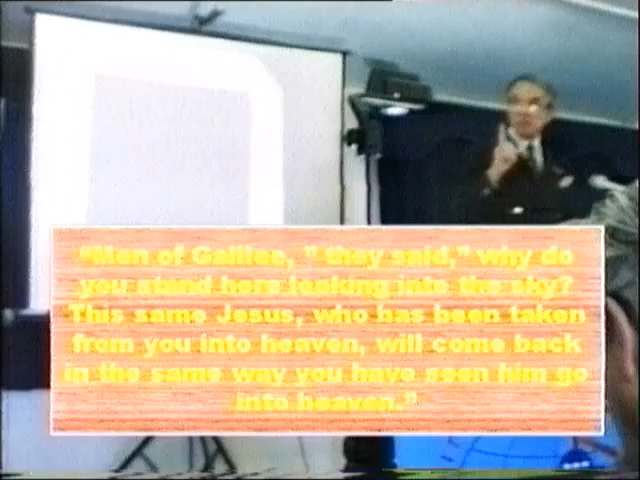 “Men of Galilee, ” they said,” why do
you stand here looking into the sky?
This same Jesus, who has been taken
from you into heaven, will come back
in the same way you have seen him go
into heaven.”